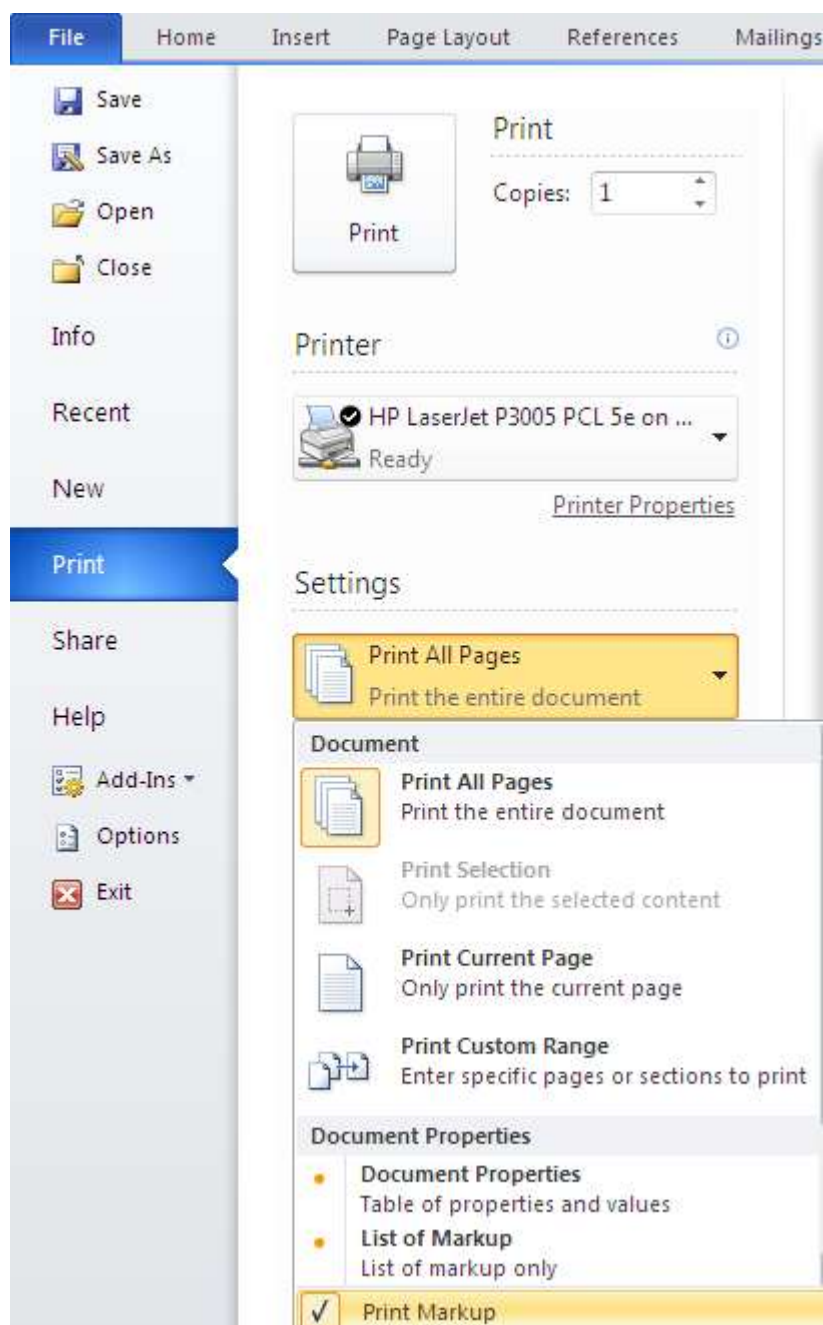 File Home Insert Page Layout References Mailings
Save
Save As
Open
Close
Info
Recent
New
Print
Share
Help
Add-Ins
Options
Exit
Print
Print
Copies: 1
Printer
HP LaserJet P3005 PCL 5e on ...
Ready
Printer Properties
Settings
Print All Pages
Print the entire document
Document
Print All Pages
Print the entire document
Print Selection
Only print the selected content
Print Current Page
Only print the current page
Print Custom Range
Enter specific pages or sections to print
Document Properties
Document Properties
Table of properties and values
List of Markup
List of markup only
Print Markup